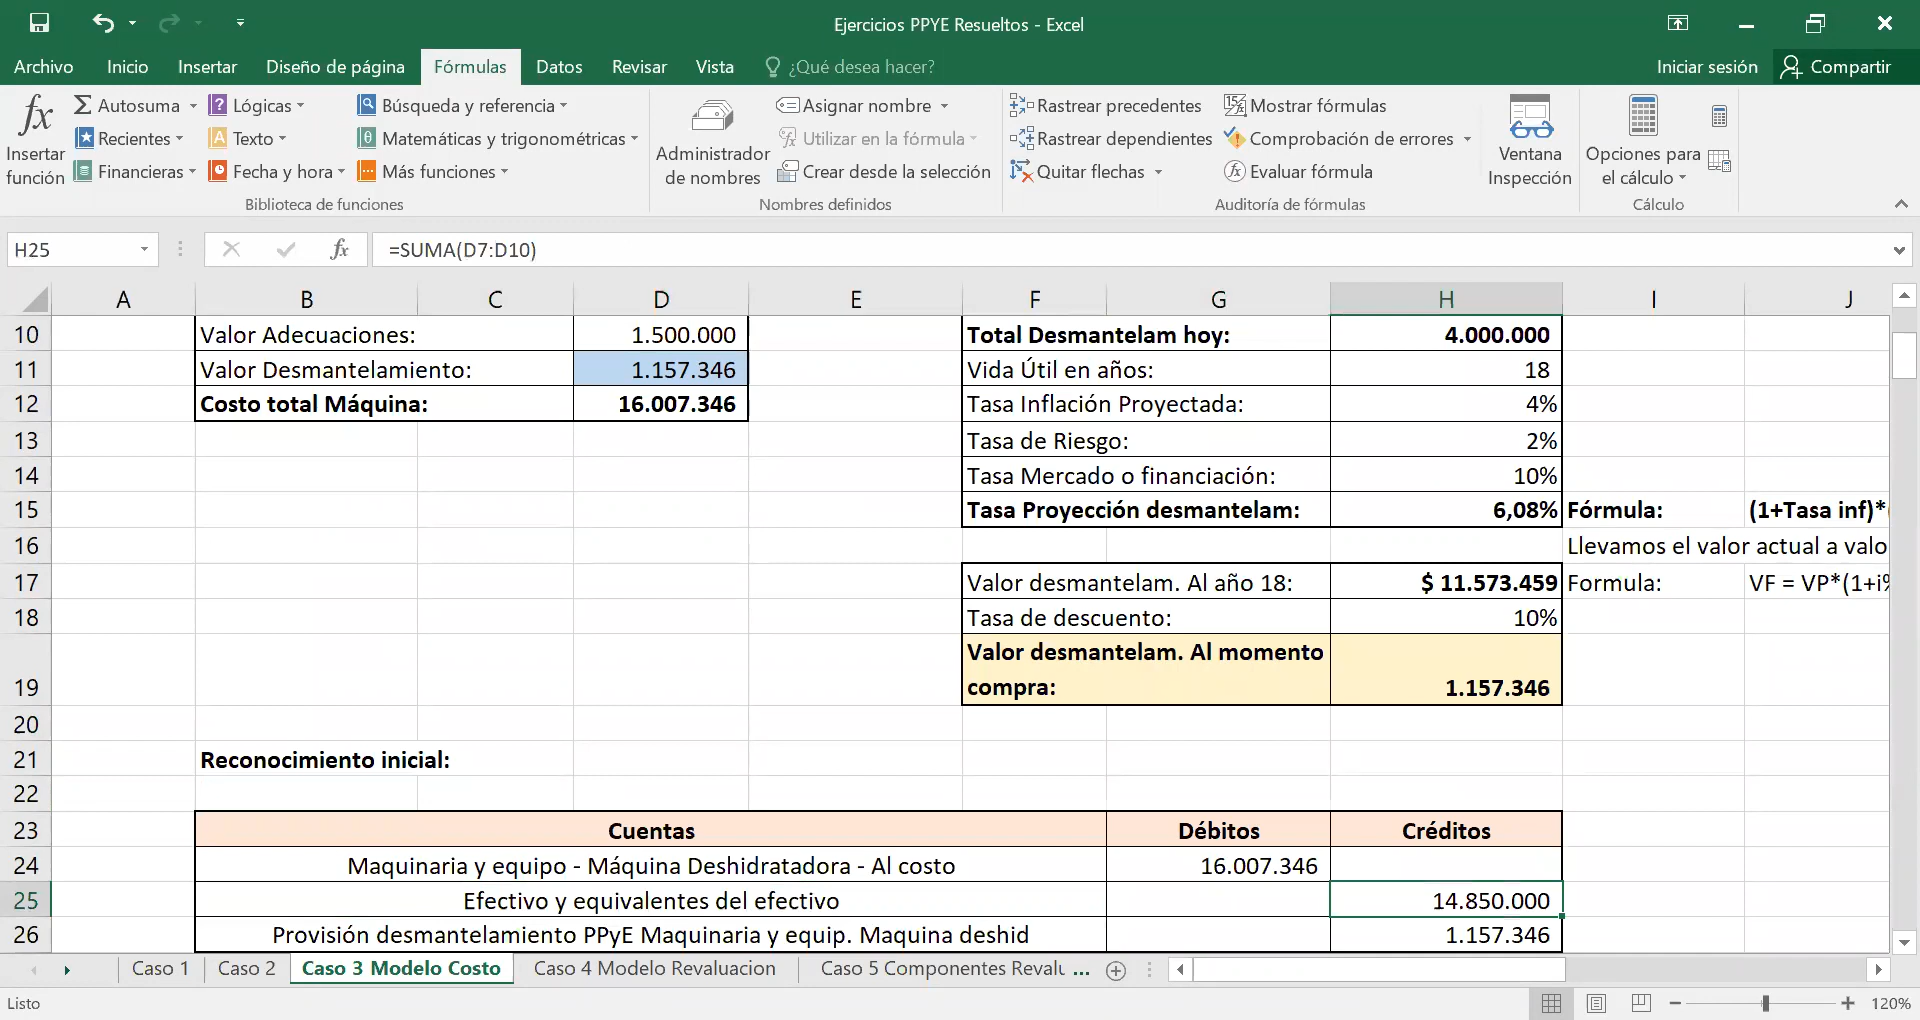 Ejercicios PPYE Resueltos - Excel
Archivo Inicio Insertar Diseño de página Fórmulas Datos Revisar Vista ¿Qué desea hacer? Iniciar sesión Compartir
Insertar función
Autosuma
Recientes
Financieras
Lógicas
Texto
Fecha y hora
Búsqueda y referencia
Matemáticas y trigonométricas
Más funciones
Biblioteca de funciones
Administrador de nombres
Asignar nombre
Utilizar en la fórmula
Crear desde la selección
Nombres definidos
Rastrear precedentes
Rastrear dependientes
Quitar flechas
Mostrar fórmulas
Comprobación de errores
Evaluar fórmula
Auditoría de fórmulas
Ventana Inspección
Opciones para el cálculo
Cálculo
H25 fx =SUMA(D7:D10)
A B C D E F G H I J
10 Valor Adecuaciones: 1.500.000 Total Desmantelam hoy: 4.000.000
11 Valor Desmantelamiento: 1.157.346 Vida Útil en años: 18
12 Costo total Máquina: 16.007.346 Tasa Inflación Proyectada: 4%
13 Tasa de Riesgo: 2%
14 Tasa Mercado o financiación: 10%
15 Tasa Proyección desmantelam: 6,08% Fórmula: (1+Tasa inf)*
16 Llevamos el valor actual a valo
17 Valor desmantelam. Al año 18: $ 11.573.459 Formula: VF = VP*(1+i%
18 Tasa de descuento: 10%
19 Valor desmantelam. Al momento compra: 1.157.346
20
21 Reconocimiento inicial:
22
23 Cuentas Débitos Créditos
24 Maquinaria y equipo - Máquina Deshidratadora - Al costo 16.007.346
25 Efectivo y equivalentes del efectivo 14.850.000
26 Provisión desmantelamiento PPyE Maquinaria y equip. Maquina deshid 1.157.346
Caso 1 Caso 2 Caso 3 Modelo Costo Caso 4 Modelo Revaluacion Caso 5 Componentes Revalu ...
Listo 120%